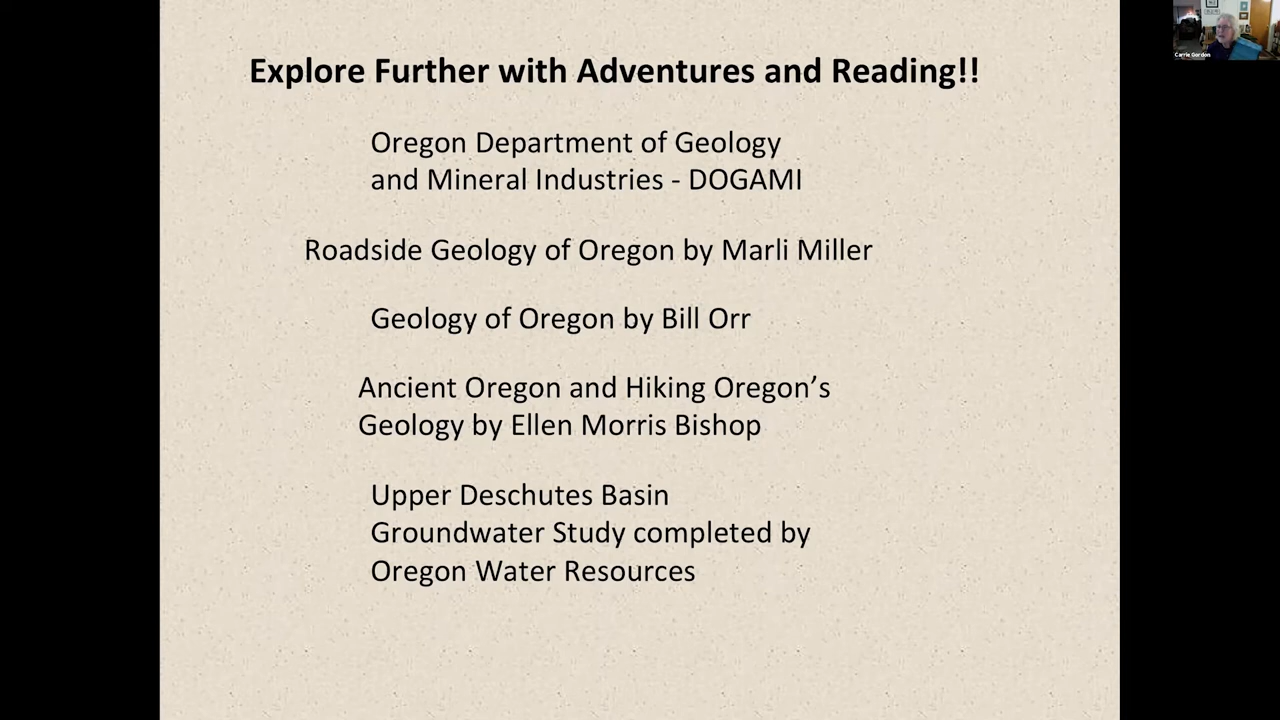 Explore Further with Adventures and Reading!!
Oregon Department of Geology
and Mineral Industries - DOGAMI
Roadside Geology of Oregon by Marli Miller
Geology of Oregon by Bill Orr
Ancient Oregon and Hiking Oregon’s
Geology by Ellen Morris Bishop
Upper Deschutes Basin
Groundwater Study completed by
Oregon Water Resources
Carrie Gordon